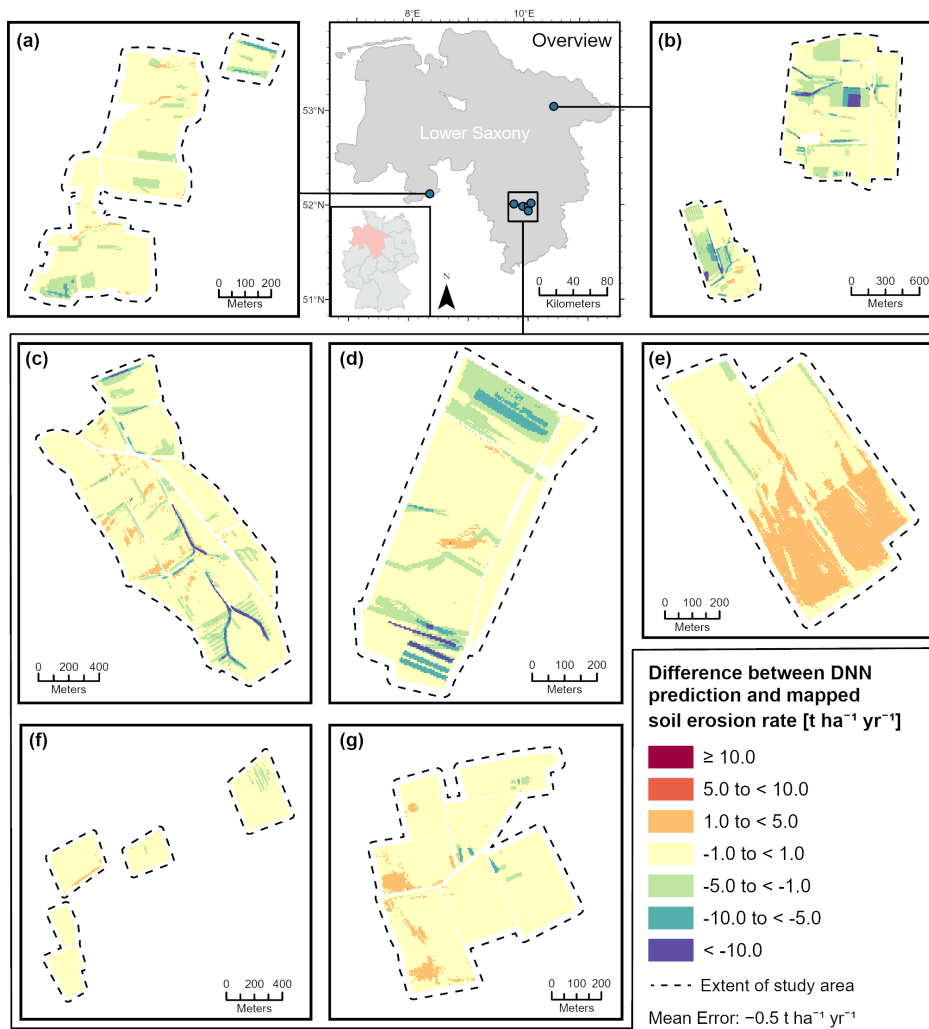 (a)
8°E
10°E
Overview
(b)
53°N
Lower Saxony
52°N
51°N
N
0 100 200
Meters
0 40 80
Kilometers
0 300 600
Meters
(c)
0 200 400
Meters
(d)
0 100 200
Meters
(e)
0 100 200
Meters
(f)
0 200 400
Meters
(g)
0 100 200
Meters
Difference between DNN
prediction and mapped
soil erosion rate [t ha⁻¹ yr⁻¹]
≥ 10.0
5.0 to < 10.0
1.0 to < 5.0
-1.0 to < 1.0
-5.0 to < -1.0
-10.0 to < -5.0
< -10.0
Extent of study area
Mean Error: −0.5 t ha⁻¹ yr⁻¹